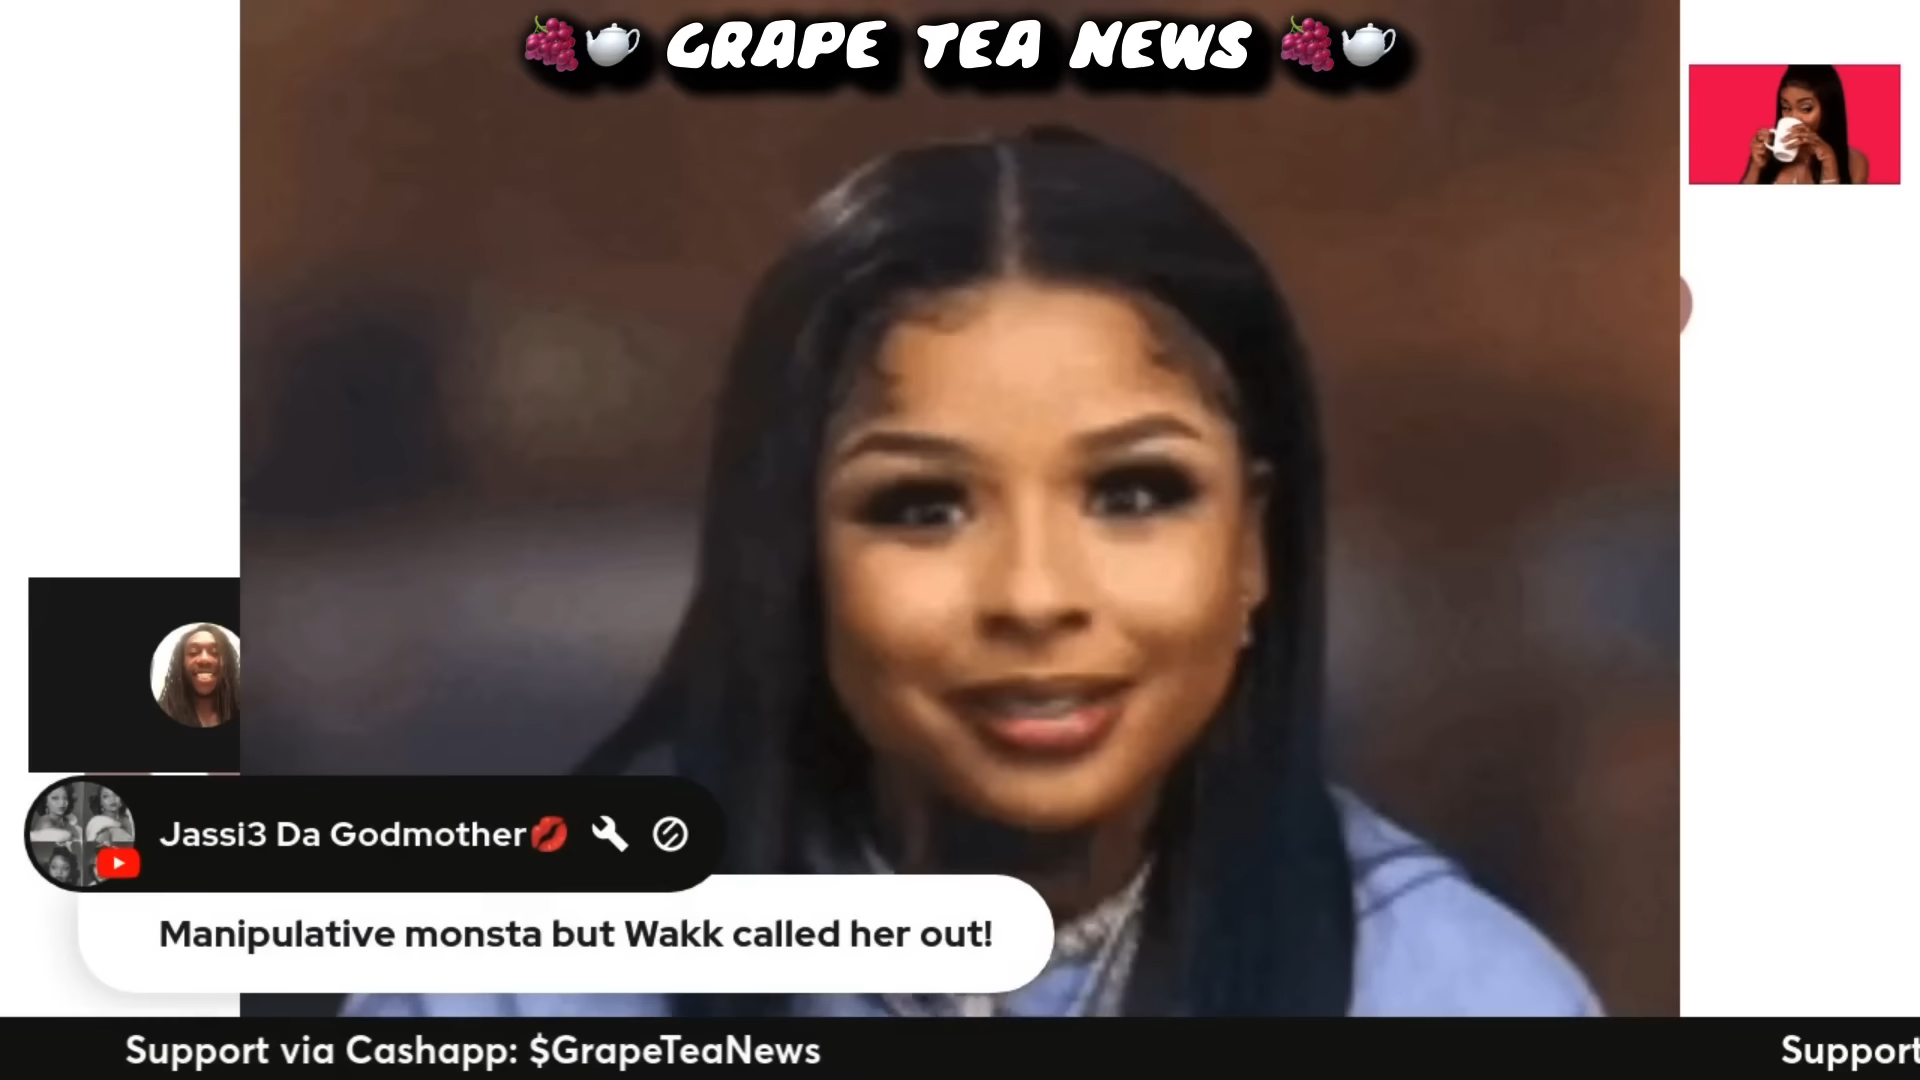 🍇🫖 GRAPE TEA NEWS 🍇🫖
Jassi3 Da Godmother💋
Manipulative monsta but Wakk called her out!
Support via Cashapp: $GrapeTeaNews
Support